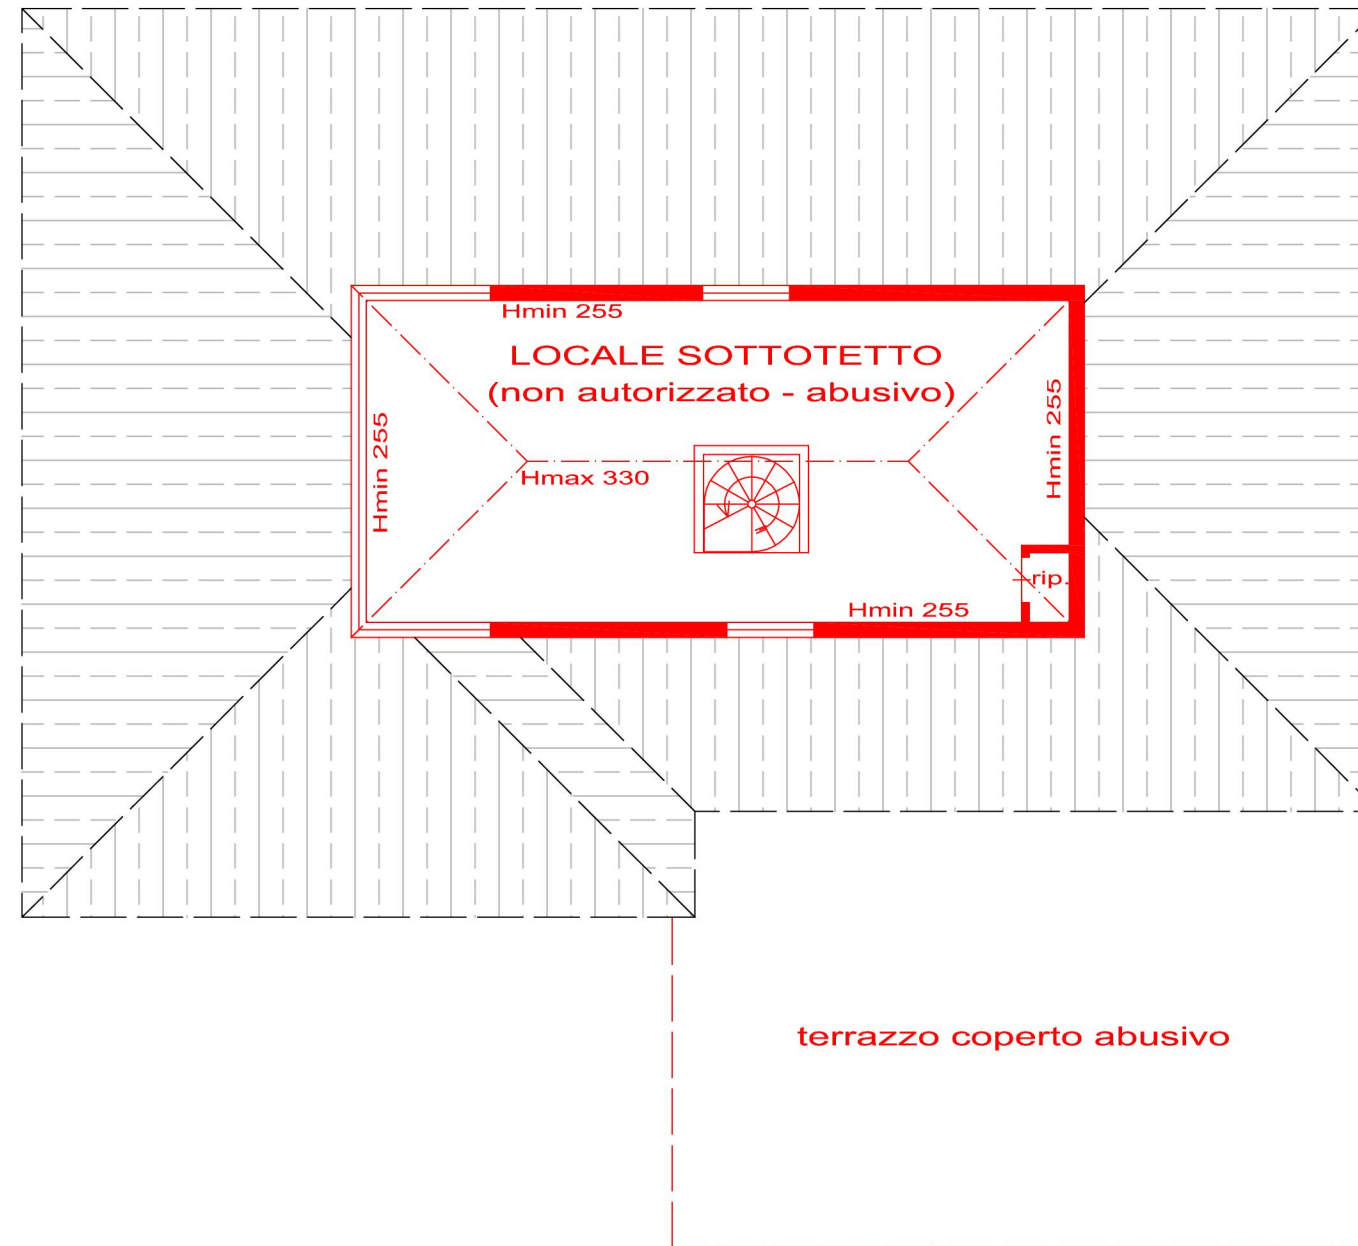 Hmin 255
LOCALE SOTTOTETTO
(non autorizzato - abusivo)
Hmin 255
Hmin 255
Hmax 330
rip.
Hmin 255
terrazzo coperto abusivo